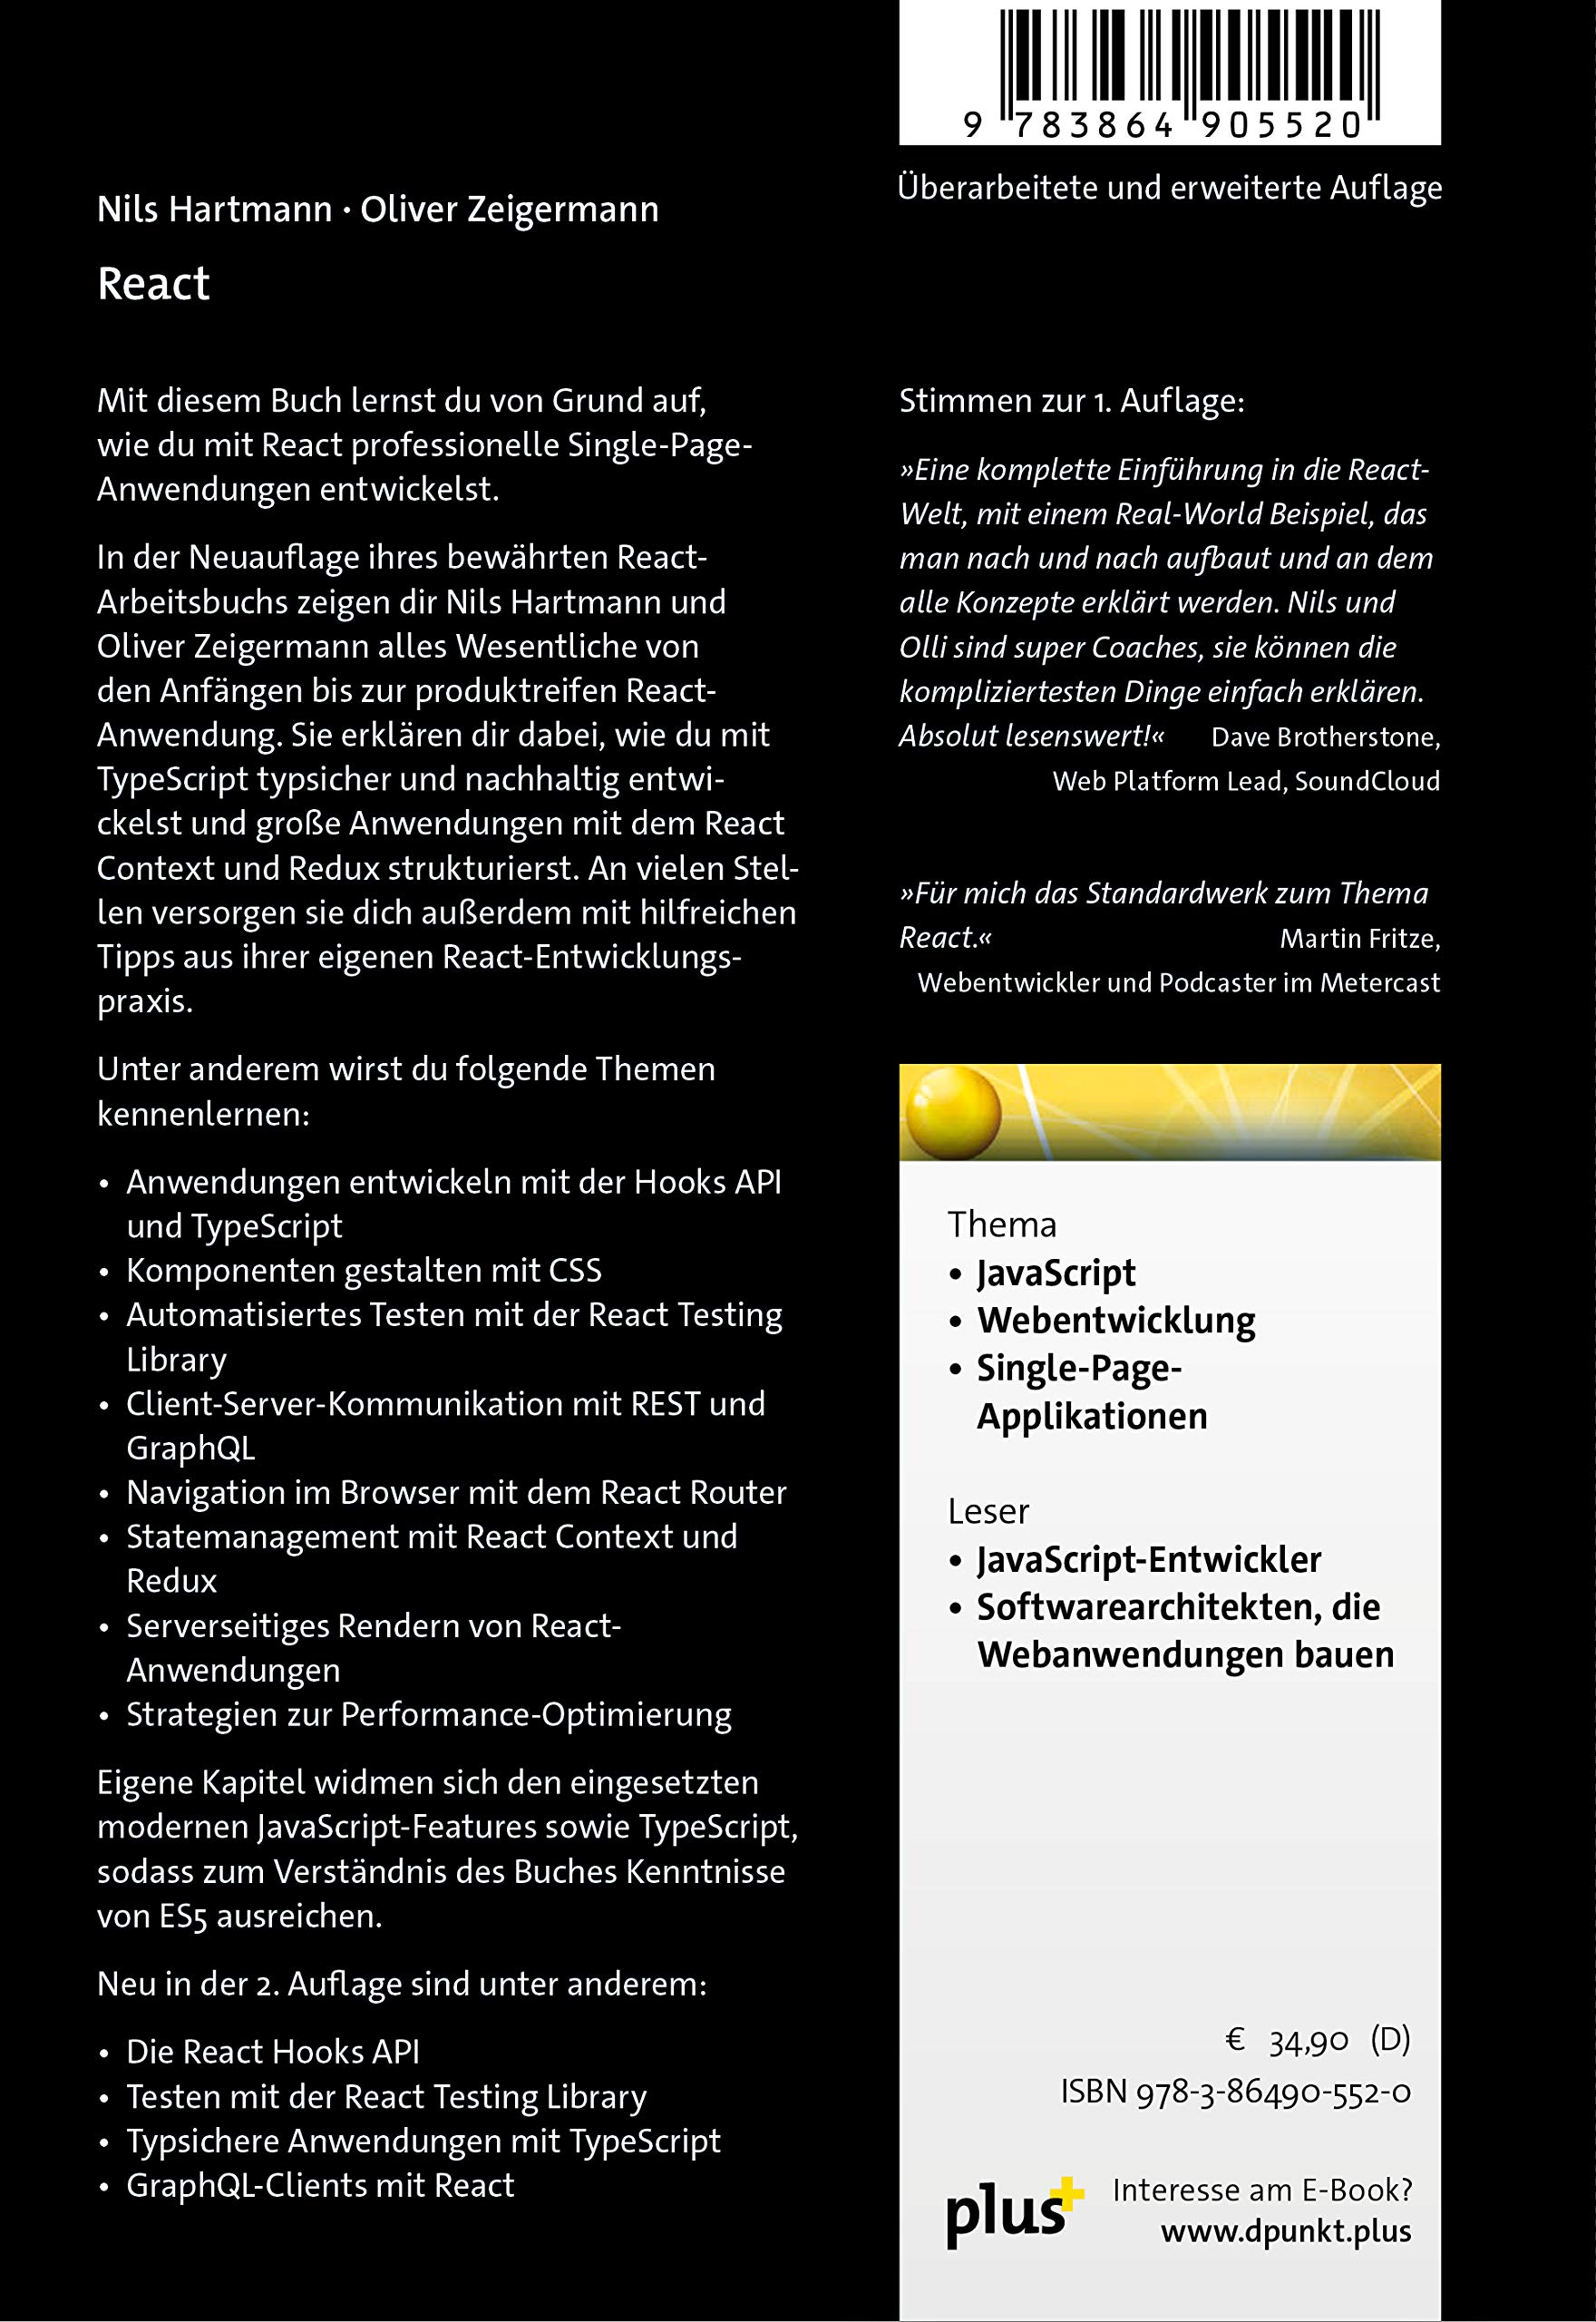 9 783864 905520
Überarbeitete und erweiterte Auflage
Nils Hartmann • Oliver Zeigermann
React
Mit diesem Buch lernst du von Grund auf,
wie du mit React professionelle Single-Page-
Anwendungen entwickelst.
In der Neuauflage ihres bewährten React-
Arbeitsbuchs zeigen dir Nils Hartmann und
Oliver Zeigermann alles Wesentliche von
den Anfängen bis zur produktreifen React-
Anwendung. Sie erklären dir dabei, wie du mit
TypeScript typsicher und nachhaltig entwi-
ckelst und große Anwendungen mit dem React
Context und Redux strukturierst. An vielen Stel-
len versorgen sie dich außerdem mit hilfreichen
Tipps aus ihrer eigenen React-Entwicklungs-
praxis.
Unter anderem wirst du folgende Themen
kennenlernen:
• Anwendungen entwickeln mit der Hooks API
und TypeScript
• Komponenten gestalten mit CSS
• Automatisiertes Testen mit der React Testing
Library
• Client-Server-Kommunikation mit REST und
GraphQL
• Navigation im Browser mit dem React Router
• Statemanagement mit React Context und
Redux
• Serverseitiges Rendern von React-
Anwendungen
• Strategien zur Performance-Optimierung
Eigene Kapitel widmen sich den eingesetzten
modernen JavaScript-Features sowie TypeScript,
sodass zum Verständnis des Buches Kenntnisse
von ES5 ausreichen.
Neu in der 2. Auflage sind unter anderem:
• Die React Hooks API
• Testen mit der React Testing Library
• Typsichere Anwendungen mit TypeScript
• GraphQL-Clients mit React
Stimmen zur 1. Auflage:
»Eine komplette Einführung in die React-
Welt, mit einem Real-World Beispiel, das
man nach und nach aufbaut und an dem
alle Konzepte erklärt werden. Nils und
Olli sind super Coaches, sie können die
kompliziertesten Dinge einfach erklären.
Absolut lesenswert!« Dave Brotherstone,
Web Platform Lead, SoundCloud
»Für mich das Standardwerk zum Thema
React.« Martin Fritze,
Webentwickler und Podcaster im Metercast
Thema
• JavaScript
• Webentwicklung
• Single-Page-
Applikationen
Leser
• JavaScript-Entwickler
• Softwarearchitekten, die
Webanwendungen bauen
€ 34,90 (D)
ISBN 978-3-86490-552-0
plus+
Interesse am E-Book?
www.dpunkt.plus